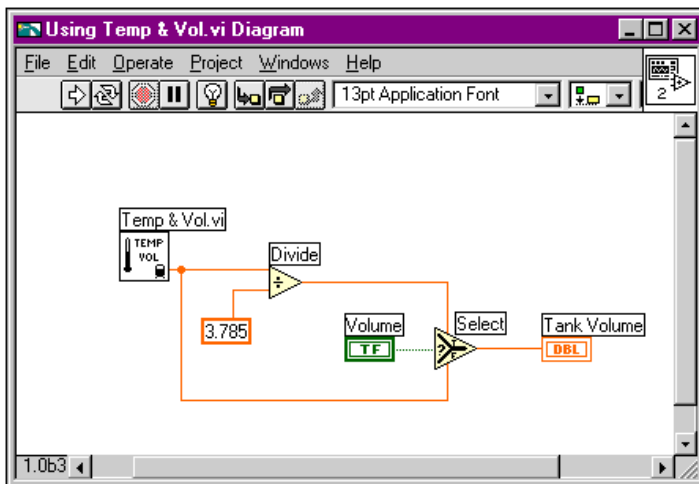 Using Temp & Vol.vi Diagram
File Edit Operate Project Windows Help
13pt Application Font
2
Temp & Vol.vi
TEMP
VOL
Divide
3.785
Volume
TF
Select
?
T
F
Tank Volume
DBL
1.0b3